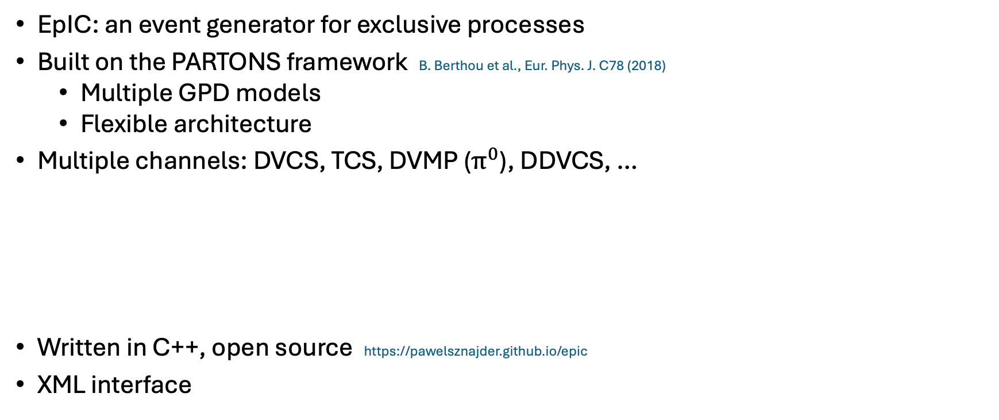 • EpIC: an event generator for exclusive processes
• Built on the PARTONS framework B. Berthou et al., Eur. Phys. J. C78 (2018)
• Multiple GPD models
• Flexible architecture
• Multiple channels: DVCS, TCS, DVMP (π⁰), DDVCS, ...
• Written in C++, open source https://pawelsznajder.github.io/epic
• XML interface